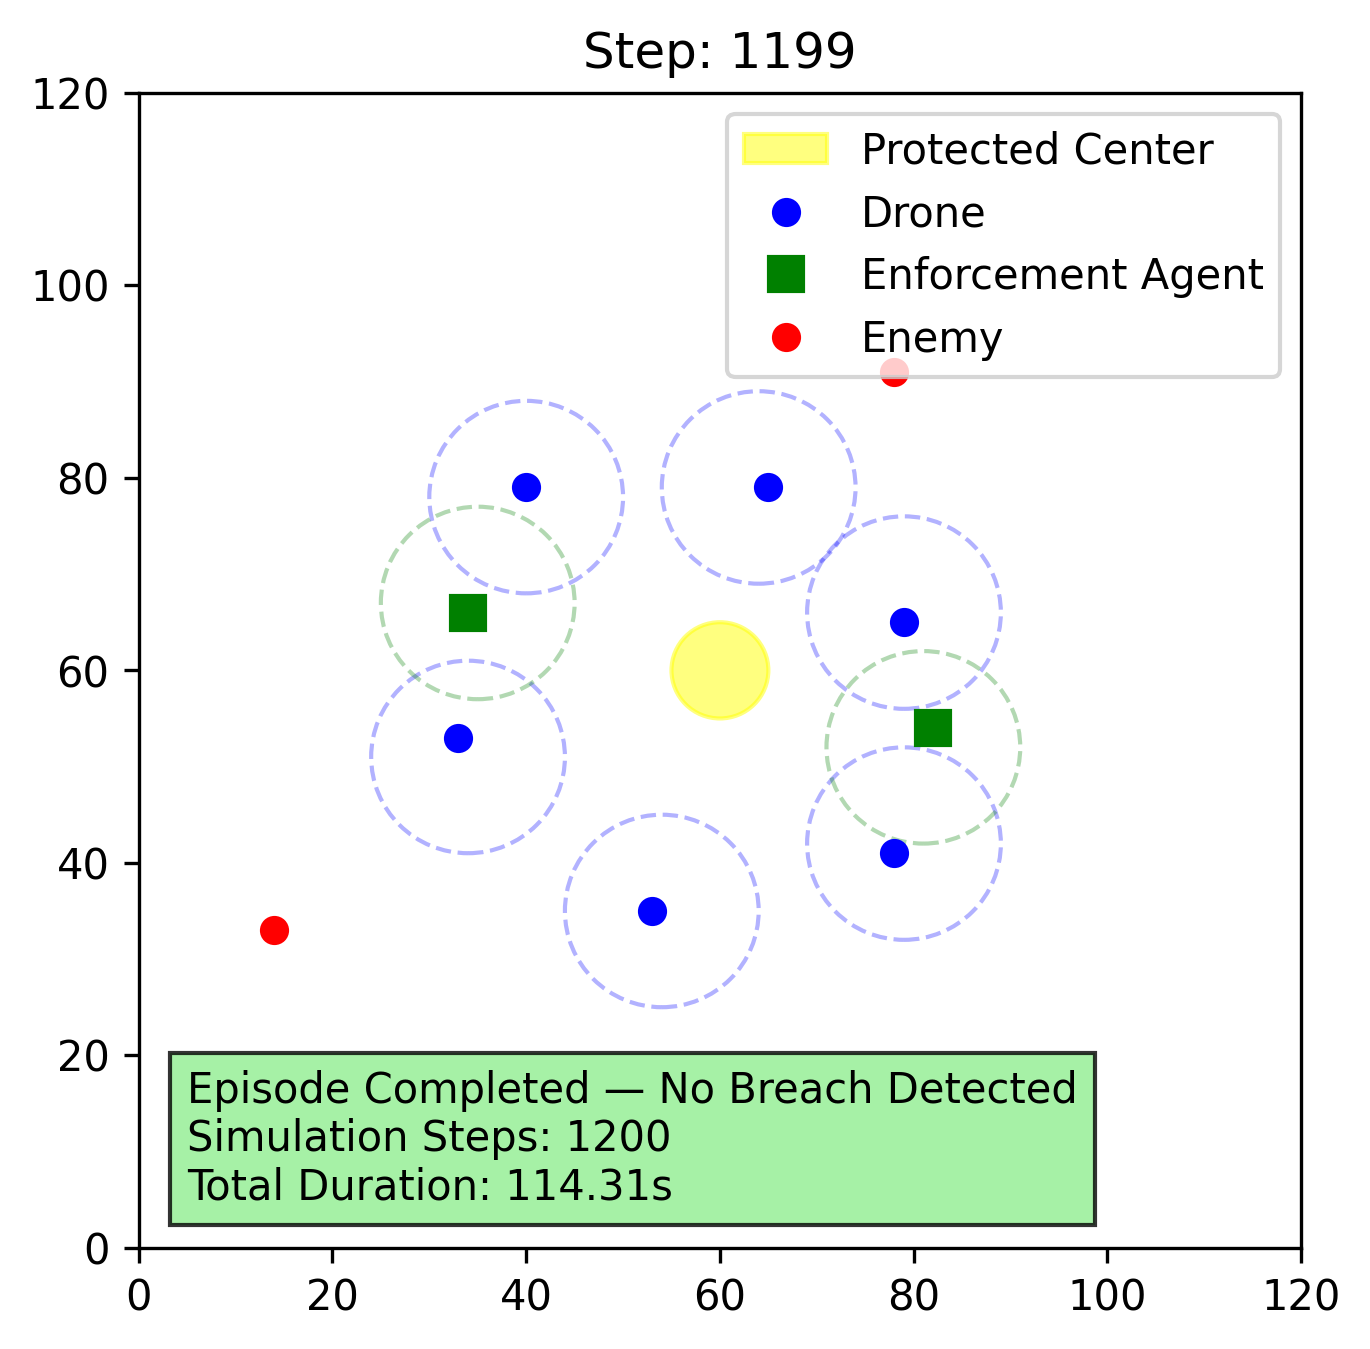 Step: 1199
120
100
80
60
40
20
0
Protected Center
Drone
Enforcement Agent
Enemy
Episode Completed — No Breach Detected
Simulation Steps: 1200
Total Duration: 114.31s
0 20 40 60 80 100 120